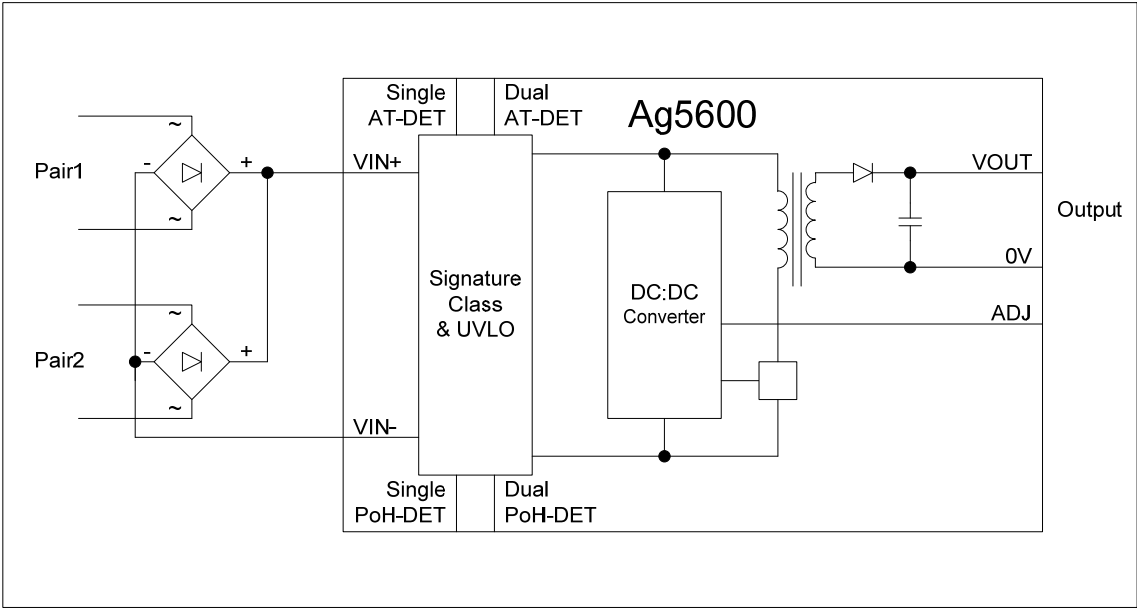 Single
AT-DET
Dual
AT-DET
Ag5600
~
Pair1
-
+
~
VIN+
VOUT
Output
0V
Signature
Class
& UVLO
DC:DC
Converter
ADJ
~
Pair2
-
+
~
VIN-
Single
PoH-DET
Dual
PoH-DET